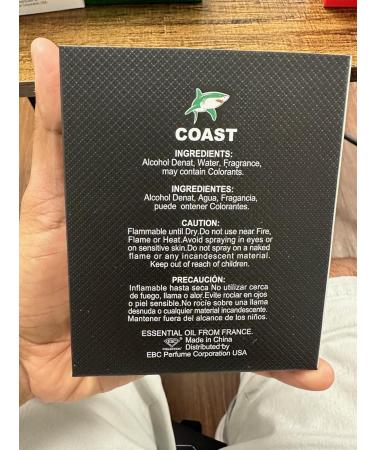 COAST
INGREDIENTS:
Alcohol Denat, Water, Fragrance,
may contain Colorants.
INGREDIENTES:
Alcohol Denat, Agua, Fragancia,
puede ontener Colorantes.
CAUTION:
Flammable until Dry.Do not use near Fire,
Flame or Heat.Avoid spraying in eyes or
on sensitive skin.Do not spray on a naked
flame or any incandescent material.
Keep out of reach of children.
PRECAUCIÓN:
Inflamable hasta seca No utilizar cerca
de fuego, llama o alor.Evite rociar en ojos
o piel sensible.No rocíe sobre una llama
desnuda o cualquier material incandescente.
Mantener fuera del alcance de los niños.
ESSENTIAL OIL FROM FRANCE.
Made in China
Distributed by
EBC Perfume Corporation USA